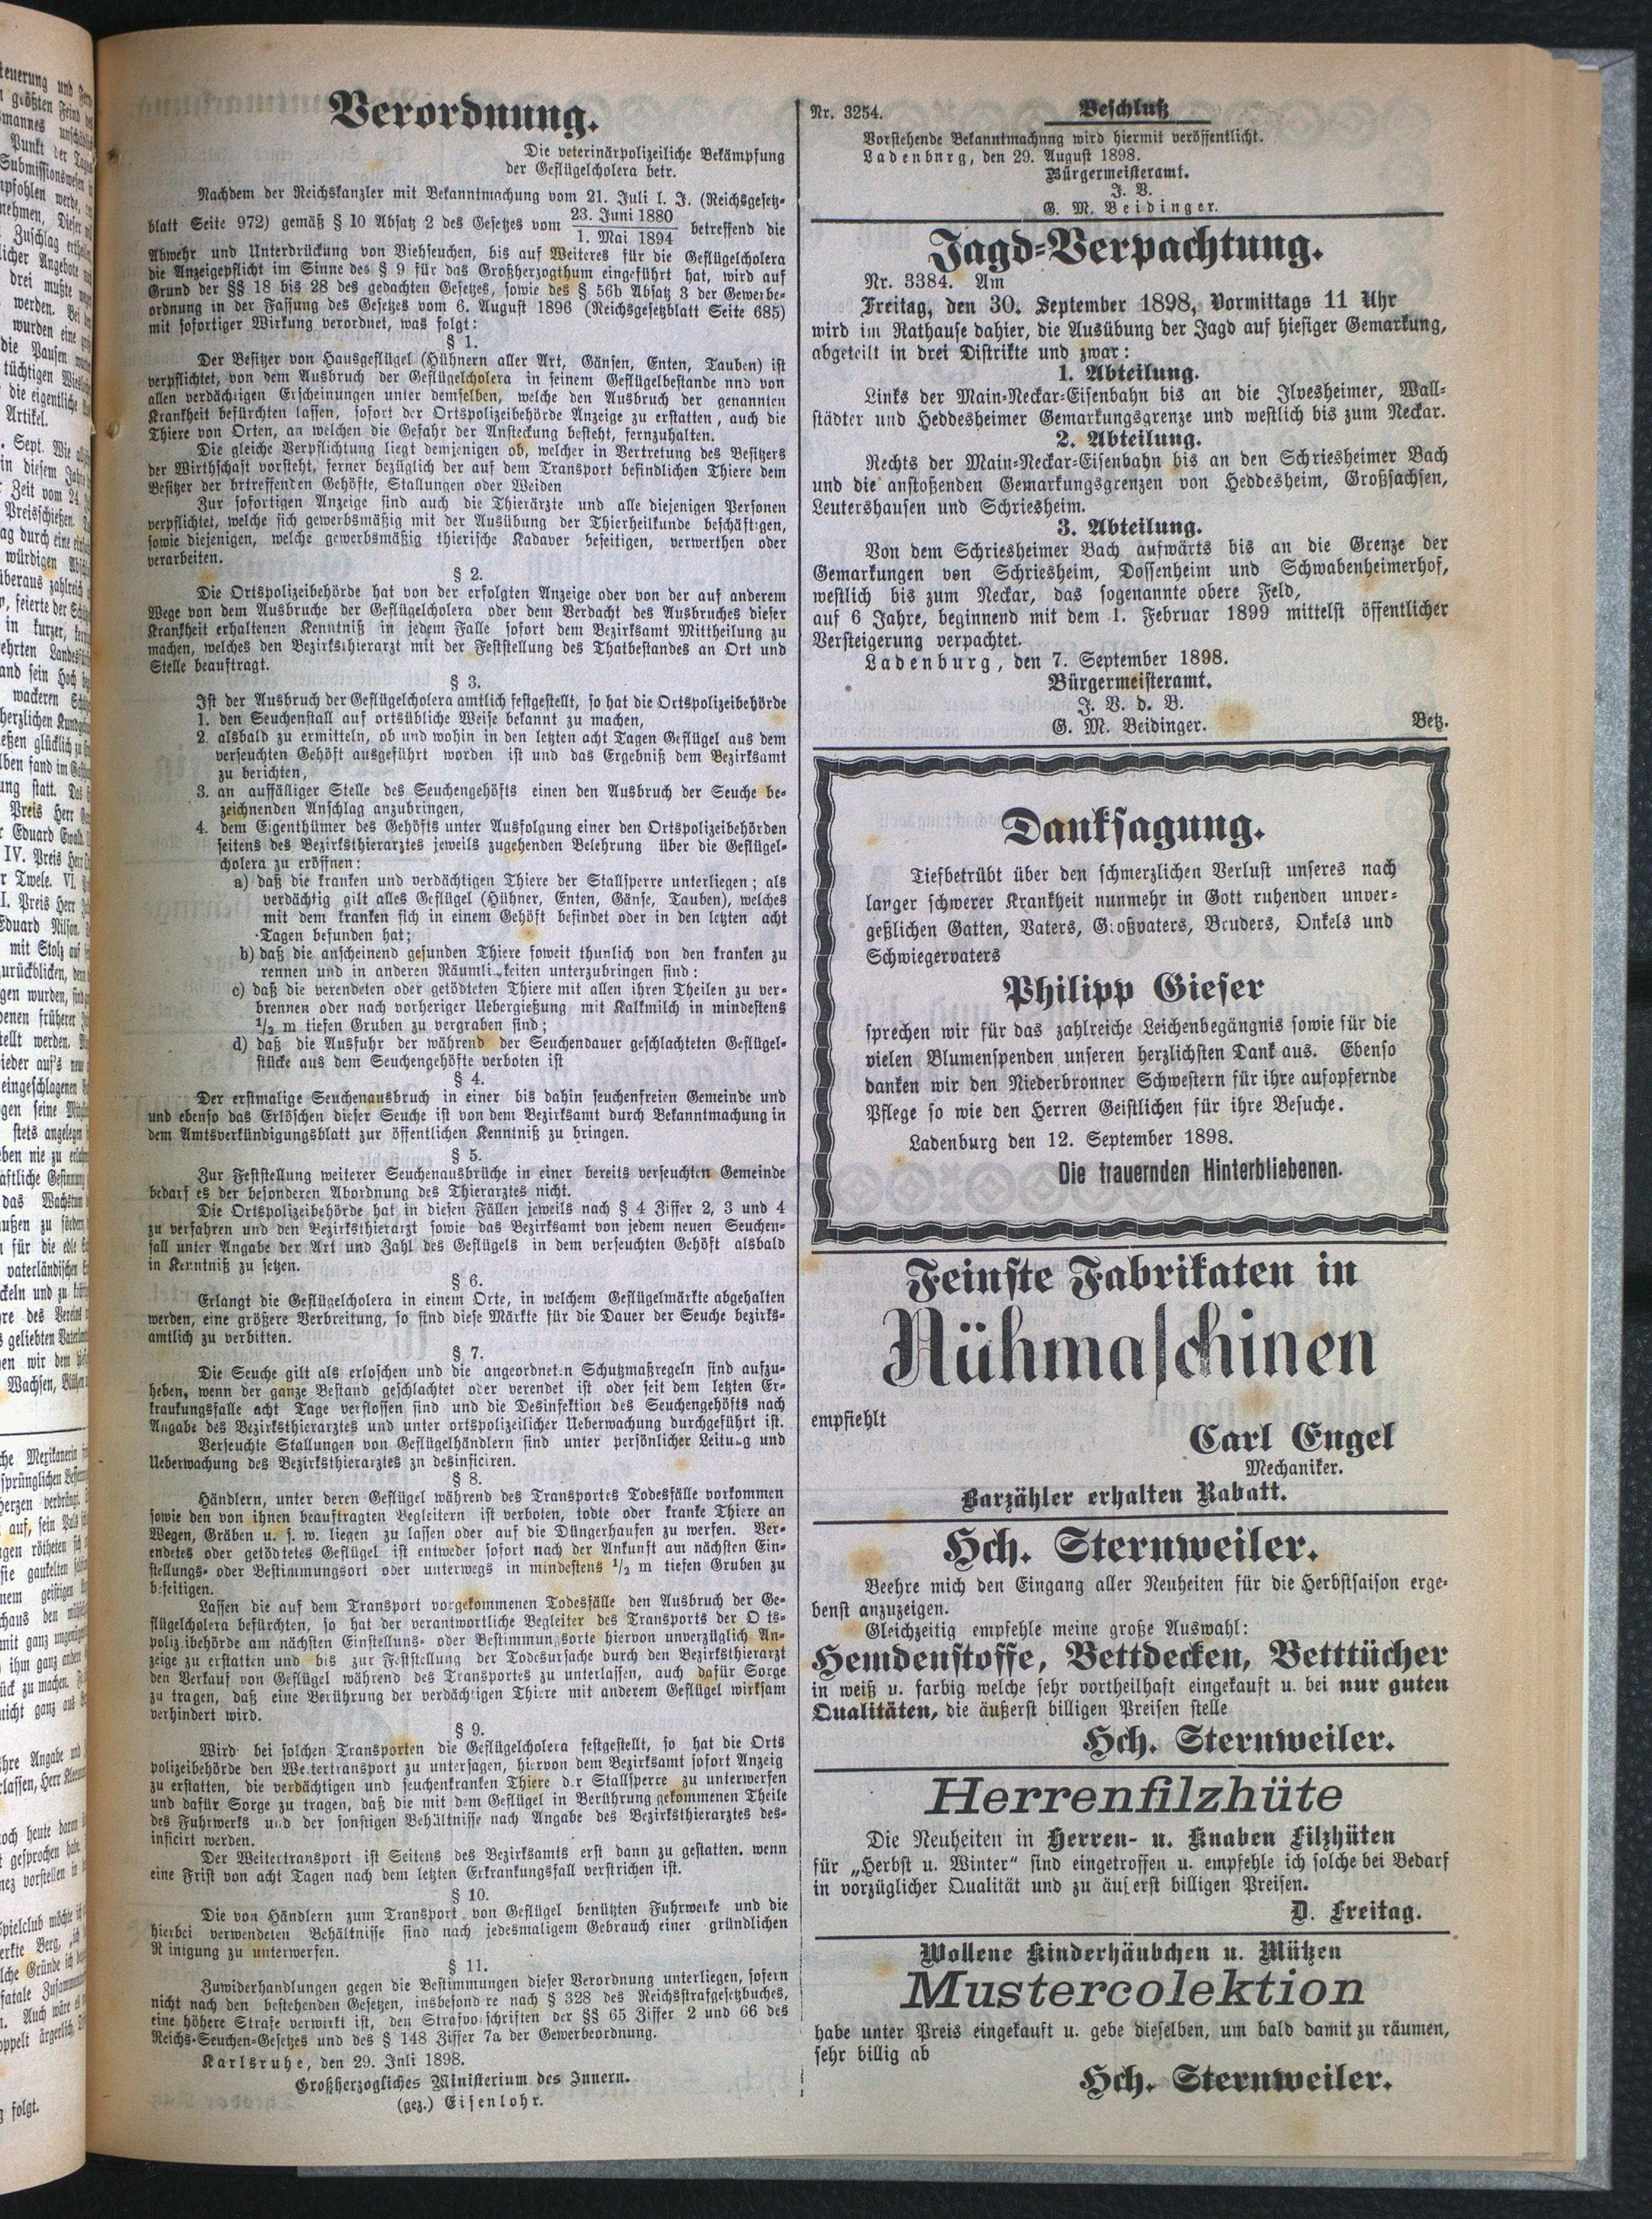 Verordnung.
Die veterinärpolizeiliche Bekämpfung
der Geflügelcholera betr.
Nachdem der Reichskanzler mit Bekanntmachung vom 21. Juli l. J. (Reichsgesetz-
blatt Seite 972) gemäß § 10 Absatz 2 des Gesetzes vom 23. Juni 1880 / 1. Mai 1894 betreffend die
Abwehr und Unterdrückung von Viehseuchen, bis auf Weiteres für die Geflügelcholera
die Anzeigepflicht im Sinne des § 9 für das Großherzogthum eingeführt hat, wird auf
Grund der §§ 18 bis 28 des gedachten Gesetzes, sowie des § 56b Absatz 3 der Gewerbe-
ordnung in der Fassung des Gesetzes vom 6. August 1896 (Reichsgesetzblatt Seite 685)
mit sofortiger Wirkung verordnet, was folgt:
§ 1.
Der Besitzer von Hausgeflügel (Hühnern aller Art, Gänsen, Enten, Tauben) ist
verpflichtet, von dem Ausbruch der Geflügelcholera in seinem Geflügelbestande nnd von
allen verdächtigen Erscheinungen unter demselben, welche den Ausbruch der genannten
Krankheit befürchten lassen, sofort der Ortspolizeibehörde Anzeige zu erstatten, auch die
Thiere von Orten, an welchen die Gefahr der Ansteckung besteht, fernzuhalten.
Die gleiche Verpflichtung liegt demjenigen ob, welcher in Vertretung des Besitzers
der Wirthschaft vorsteht, ferner bezüglich der auf dem Transport befindlichen Thiere dem
Besitzer der brtreffenden Gehöfte, Stallungen oder Weiden
Zur sofortigen Anzeige sind auch die Thierärzte und alle diejenigen Personen
verpflichtet, welche sich gewerbsmäßig mit der Ausübung der Thierheilkunde beschäftigen,
sowie diejenigen, welche gewerbsmäßig thierische Kadaver beseitigen, verwerthen oder
verarbeiten.
§ 2.
Die Ortspolizeibehörde hat von der erfolgten Anzeige oder von der auf anderem
Wege von dem Ausbruche der Geflügelcholera oder dem Verdacht des Ausbruches dieser
Krankheit erhaltenen Kenntniß in jedem Falle sofort dem Bezirksamt Mittheilung zu
machen, welches den Bezirksthierarzt mit der Feststellung des Thatbestandes an Ort und
Stelle beauftragt.
§ 3.
Ist der Ausbruch der Geflügelcholera amtlich festgestellt, so hat die Ortspolizeibehörde
1. den Seuchenstall auf ortsübliche Weise bekannt zu machen,
2. alsbald zu ermitteln, ob und wohin in den letzten acht Tagen Geflügel aus dem
verseuchten Gehöft ausgeführt worden ist und das Ergebniß dem Bezirksamt
zu berichten,
3. an auffälliger Stelle des Seuchengehöfts einen den Ausbruch der Seuche be-
zeichnenden Anschlag anzubringen,
4. dem Eigenthümer des Gehöfts unter Ausfolgung einer den Ortspolizeibehörden
seitens des Bezirksthierarztes jeweils zugehenden Belehrung über die Geflügel-
cholera zu eröffnen:
a) daß die kranken und verdächtigen Thiere der Stallsperre unterliegen; als
verdächtig gilt alles Geflügel (Hühner, Enten, Gänse, Tauben), welches
mit dem kranken sich in einem Gehöft befindet oder in den letzten acht
Tagen befunden hat;
b) daß die anscheinend gesunden Thiere soweit thunlich von den kranken zu
rennen und in anderen Räumli keiten unterzubringen sind:
c) daß die verendeten oder getödteten Thiere mit allen ihren Theilen zu ver-
brennen oder nach vorheriger Uebergießung mit Kalkmilch in mindestens
1/2 m tiefen Gruben zu vergraben sind;
d) daß die Ausfuhr der während der Seuchendauer geschlachteten Geflügel-
stücke aus dem Seuchengehöfte verboten ist
§ 4.
Der erstmalige Seuchenausbruch in einer bis dahin seuchenfreien Gemeinde und
und ebenso das Erlöschen dieser Seuche ist von dem Bezirksamt durch Bekanntmachung in
dem Amtsverkündigungsblatt zur öffentlichen Kenntniß zu bringen.
§ 5.
Zur Feststellung weiterer Seuchenausbrüche in einer bereits verseuchten Gemeinde
bedarf es der besonderen Abordnung des Thierarztes nicht.
Die Ortspolizeibehörde hat in diesen Fällen jeweils nach § 4 Ziffer 2, 3 und 4
zu verfahren und den Bezirksthierarzt sowie das Bezirksamt von jedem neuen Seuchen-
fall unter Angabe der Art und Zahl des Geflügels in dem verseuchten Gehöft alsbald
in Kenntniß zu setzen.
§ 6.
Erlangt die Geflügelcholera in einem Orte, in welchem Geflügelmärkte abgehalten
werden, eine größere Verbreitung, so sind diese Märkte für die Dauer der Seuche bezirks-
amtlich zu verbitten.
§ 7.
Die Seuche gilt als erloschen und die angeordnet.n Schutzmaßregeln sind aufzu-
heben, wenn der ganze Bestand geschlachtet oder verendet ist oder seit dem letzten Er-
kraukungsfalle acht Tage verflossen sind und die Desinfektion des Seuchengehöfts nach
Angabe des Bezirksthierarztes und unter ortspolizeilicher Ueberwachung durchgeführt ist.
Verseuchte Stallungen von Geflügelhändlern sind unter persönlicher Leitung und
Ueberwachung des Bezirksthierarztes zn desinficiren.
§ 8.
Händlern, unter deren Geflügel während des Transportes Todesfälle vorkommen
sowie den von ihnen beauftragten Begleitern ist verboten, todte oder kranke Thiere an
Wegen, Gräben u. s. w. liegen zu lassen oder auf die Düngerhaufen zu werfen. Ver-
endetes oder getödtetes Geflügel ist entweder sofort nach der Ankunft am nächsten Ein-
stellungs- oder Bestimmungsort oder unterwegs in mindestens 1/2 m tiefen Gruben zu
beseitigen.
Lassen die auf dem Transport vorgekommenen Todesfälle den Ausbruch der Ge-
flügelcholera befürchten, so hat der verantwortliche Begleiter des Transports der O ts-
polizeibehörde am nächsten Einstellungs- oder Bestimmungsorte hiervon unverzüglich An-
zeige zu erstatten und bis zur Feststellung der Todesursache durch den Bezirksthierarzt
den Verkauf von Geflügel während des Transportes zu unterlassen, auch dafür Sorge
zu tragen, daß eine Berührung der verdächtigen Thiere mit anderem Geflügel wirksam
verhindert wird.
§ 9.
Wird bei solchen Transporten die Geflügelcholera festgestellt, so hat die Orts
polizeibehörde den Weitertransport zu untersagen, hiervon dem Bezirksamt sofort Anzeig
zu erstatten, die verdächtigen und seuchenkranken Thiere d.r Stallsperre zu unterwerfen
und dafür Sorge zu tragen, daß die mit dem Geflügel in Berührung gekommenen Theile
des Fuhrwerks und der sonstigen Behältnisse nach Angabe des Bezirksthierarztes des-
inficirt werden.
Der Weitertransport ist Seitens des Bezirksamts erst dann zu gestatten. wenn
eine Frist von acht Tagen nach dem letzten Erkrankungsfall verstrichen ist.
§ 10.
Die von Händlern zum Transport von Geflügel benützten Fuhrwerke und die
hierbei verwendeten Behältnisse sind nach jedesmaligem Gebrauch einer gründlichen
R inigung zu unterwerfen.
§ 11.
Zuwiderhandlungen gegen die Bestimmungen dieser Verordnung unterliegen, sofern
nicht nach den bestehenden Gesetzen, insbesond re nach § 328 des Reichsstrafgesetzbuches,
eine höhere Strafe verwirkt ist, den Strafvorschriften der §§ 65 Ziffer 2 und 66 des
Reichs-Seuchen-Gesetzes und des § 148 Ziffer 7a der Gewerbeordnung.
Karlsruhe, den 29. Juli 1898.
Großherzogliches Ministerium des Innern.
(gez.) Eisenlohr.
Nr. 3254. Beschluß
Vorstehende Bekanntmachnng wird hiermit veröffentlicht.
Ladenbnrg, den 29. August 1898.
Bürgermeisteramt.
J. V.
G. M. Beidinger.
Jagd-Verpachtung.
Nr. 3384. Am
Freitag, den 30. September 1898, Vormittags 11 Uhr
wird im Rathause dahier, die Ausübung der Jagd auf hiesiger Gemarkung,
abgeteilt in drei Distrikte und zwar:
1. Abteilung.
Links der Main-Neckar-Eisenbahn bis an die Ilvesheimer, Wall-
städter und Heddesheimer Gemarkungsgrenze und westlich bis zum Neckar.
2. Abteilung.
Rechts der Main-Neckar-Eisenbahn bis an den Schriesheimer Bach
und die anstoßenden Gemarkungsgrenzen von Heddesheim, Großsachsen,
Leutershausen und Schriesheim.
3. Abteilung.
Von dem Schriesheimer Bach aufwärts bis an die Grenze der
Gemarkungen von Schriesheim, Dossenheim und Schwabenheimerhof,
westlich bis zum Neckar, das sogenannte obere Feld,
auf 6 Jahre, beginnend mit dem 1. Februar 1899 mittelst öffentlicher
Versteigerung verpachtet.
Ladenburg, den 7. September 1898.
Bürgermeisteramt.
J. V. d. B.
G. M. Beidinger. Betz.
Danksagung.
Tiefbetrübt über den schmerzlichen Verlust unseres nach
langer schwerer Krankheit nunmehr in Gott ruhenden unver-
geßlichen Gatten, Vaters, Großvaters, Bruders, Onkels und
Schwiegervaters
Philipp Gieser
sprechen wir für das zahlreiche Leichenbegängnis sowie für die
vielen Blumenspenden unseren herzlichsten Dank aus. Ebenso
danken wir den Niederbronner Schwestern für ihre aufopfernde
Pflege so wie den Herren Geistlichen für ihre Besuche.
Ladenburg den 12. September 1898.
Die trauernden Hinterbliebenen.
Feinste Fabrikaten in
Nühmaschinen
empfiehlt
Carl Engel
Mechaniker.
Barzähler erhalten Rabatt.
Hch. Sternweiler.
Beehre mich den Eingang aller Neuheiten für die Herbstsaison erge-
benst anzuzeigen.
Gleichzeitig empfehle meine große Auswahl:
Hemdenstoffe, Bettdecken, Betttücher
in weiß u. farbig welche sehr vortheilhaft eingekauft u. bei nur guten
Qualitäten, die äußerst billigen Preisen stelle
Hch. Sternweiler.
Herrenfilzhüte
Die Neuheiten in Herren- u. Knaben Filzhüten
für „Herbst u. Winter“ sind eingetroffen u. empfehle ich solche bei Bedarf
in vorzüglicher Qualität und zu äußerst billigen Preisen.
D. Freitag.
Wollene Kinderhäubchen u. Mützen
Mustercolektion
habe unter Preis eingekauft u. gebe dieselben, um bald damit zu räumen,
sehr billig ab
Hch. Sternweiler.